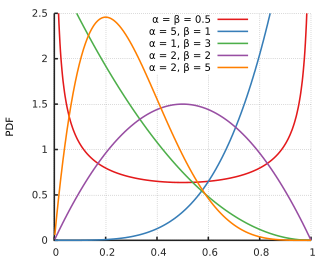 2.5
α = β = 0.5
α = 5, β = 1
α = 1, β = 3
α = 2, β = 2
α = 2, β = 5
2
1.5
PDF
1
0.5
0
0 0.2 0.4 0.6 0.8 1